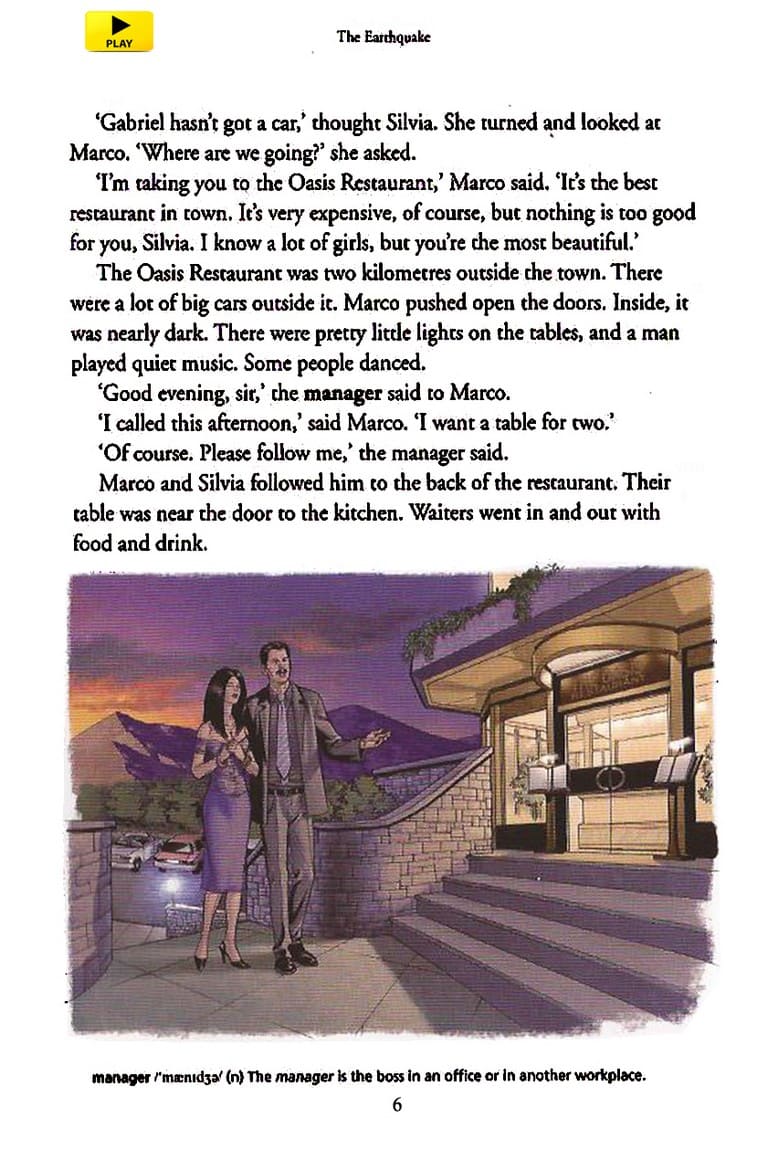 PLAY
The Earthquake
‘Gabriel hasn’t got a car,’ thought Silvia. She turned and looked at
Marco. ‘Where are we going?’ she asked.
‘I’m taking you to the Oasis Restaurant,’ Marco said. ‘It’s the best
restaurant in town. It’s very expensive, of course, but nothing is too good
for you, Silvia. I know a lot of girls, but you’re the most beautiful.’
The Oasis Restaurant was two kilometres outside the town. There
were a lot of big cars outside it. Marco pushed open the doors. Inside, it
was nearly dark. There were pretty little lights on the tables, and a man
played quiet music. Some people danced.
‘Good evening, sir,’ the manager said to Marco.
‘I called this afternoon,’ said Marco. ‘I want a table for two.’
‘Of course. Please follow me,’ the manager said.
Marco and Silvia followed him to the back of the restaurant. Their
table was near the door to the kitchen. Waiters went in and out with
food and drink.
RESTAURANT
manager /ˈmænɪdʒə/ (n) The manager is the boss in an office or in another workplace.
6